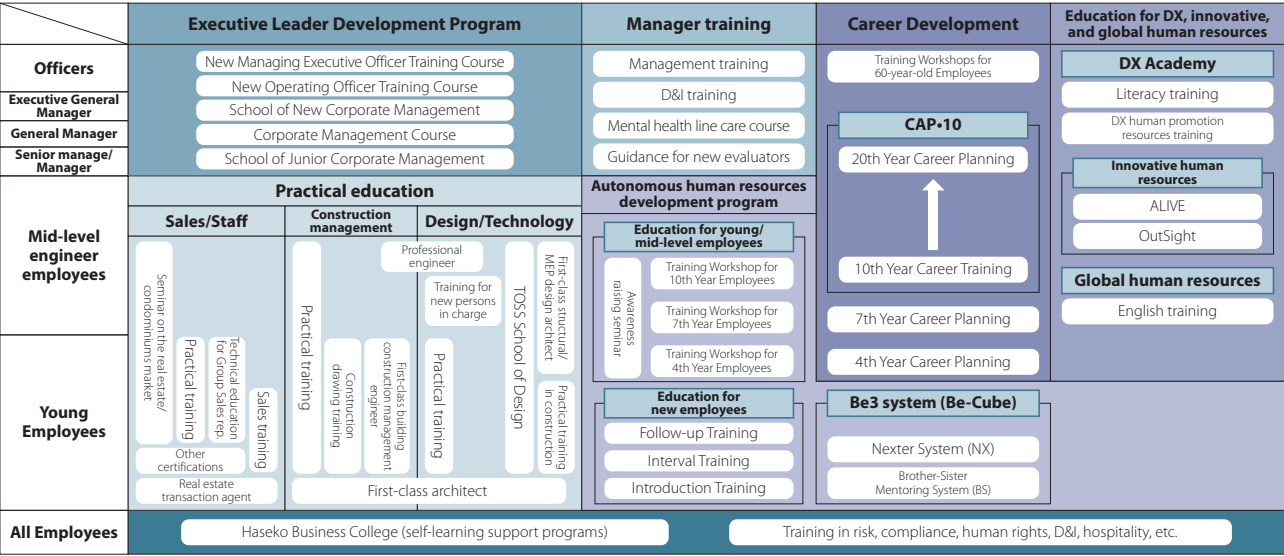 Executive Leader Development Program
Manager training
Career Development
Education for DX, innovative,
and global human resources
Officers
Executive General
Manager
General Manager
Senior manage/
Manager
New Managing Executive Officer Training Course
New Operating Officer Training Course
School of New Corporate Management
Corporate Management Course
School of Junior Corporate Management
Management training
D&I training
Mental health line care course
Guidance for new evaluators
Training Workshops for
60-year-old Employees
CAP•10
20th Year Career Planning
10th Year Career Training
7th Year Career Planning
4th Year Career Planning
DX Academy
Literacy training
DX human promotion
resources training
Innovative human
resources
ALIVE
OutSight
Global human resources
English training
Mid-level
engineer
employees
Young
Employees
Practical education
Sales/Staff
Construction
management
Design/Technology
Seminar on the real estate/
condominiums market
Practical training
Technical education
for Group Sales rep.
Sales training
Other
certifications
Real estate
transaction agent
Practical training
Construction
drawing training
First-class building
construction management
engineer
Professional
engineer
Training for
new persons
in charge
Practical training
TOSS School of Design
First-class structural/
MEP design architect
Practical training
in construction
First-class architect
Autonomous human resources
development program
Education for young/
mid-level employees
Awareness
raising seminar
Training Workshop for
10th Year Employees
Training Workshop for
7th Year Employees
Training Workshop for
4th Year Employees
Education for
new employees
Follow-up Training
Interval Training
Introduction Training
Be3 system (Be-Cube)
Nexter System (NX)
Brother-Sister
Mentoring System (BS)
All Employees
Haseko Business College (self-learning support programs)
Training in risk, compliance, human rights, D&I, hospitality, etc.